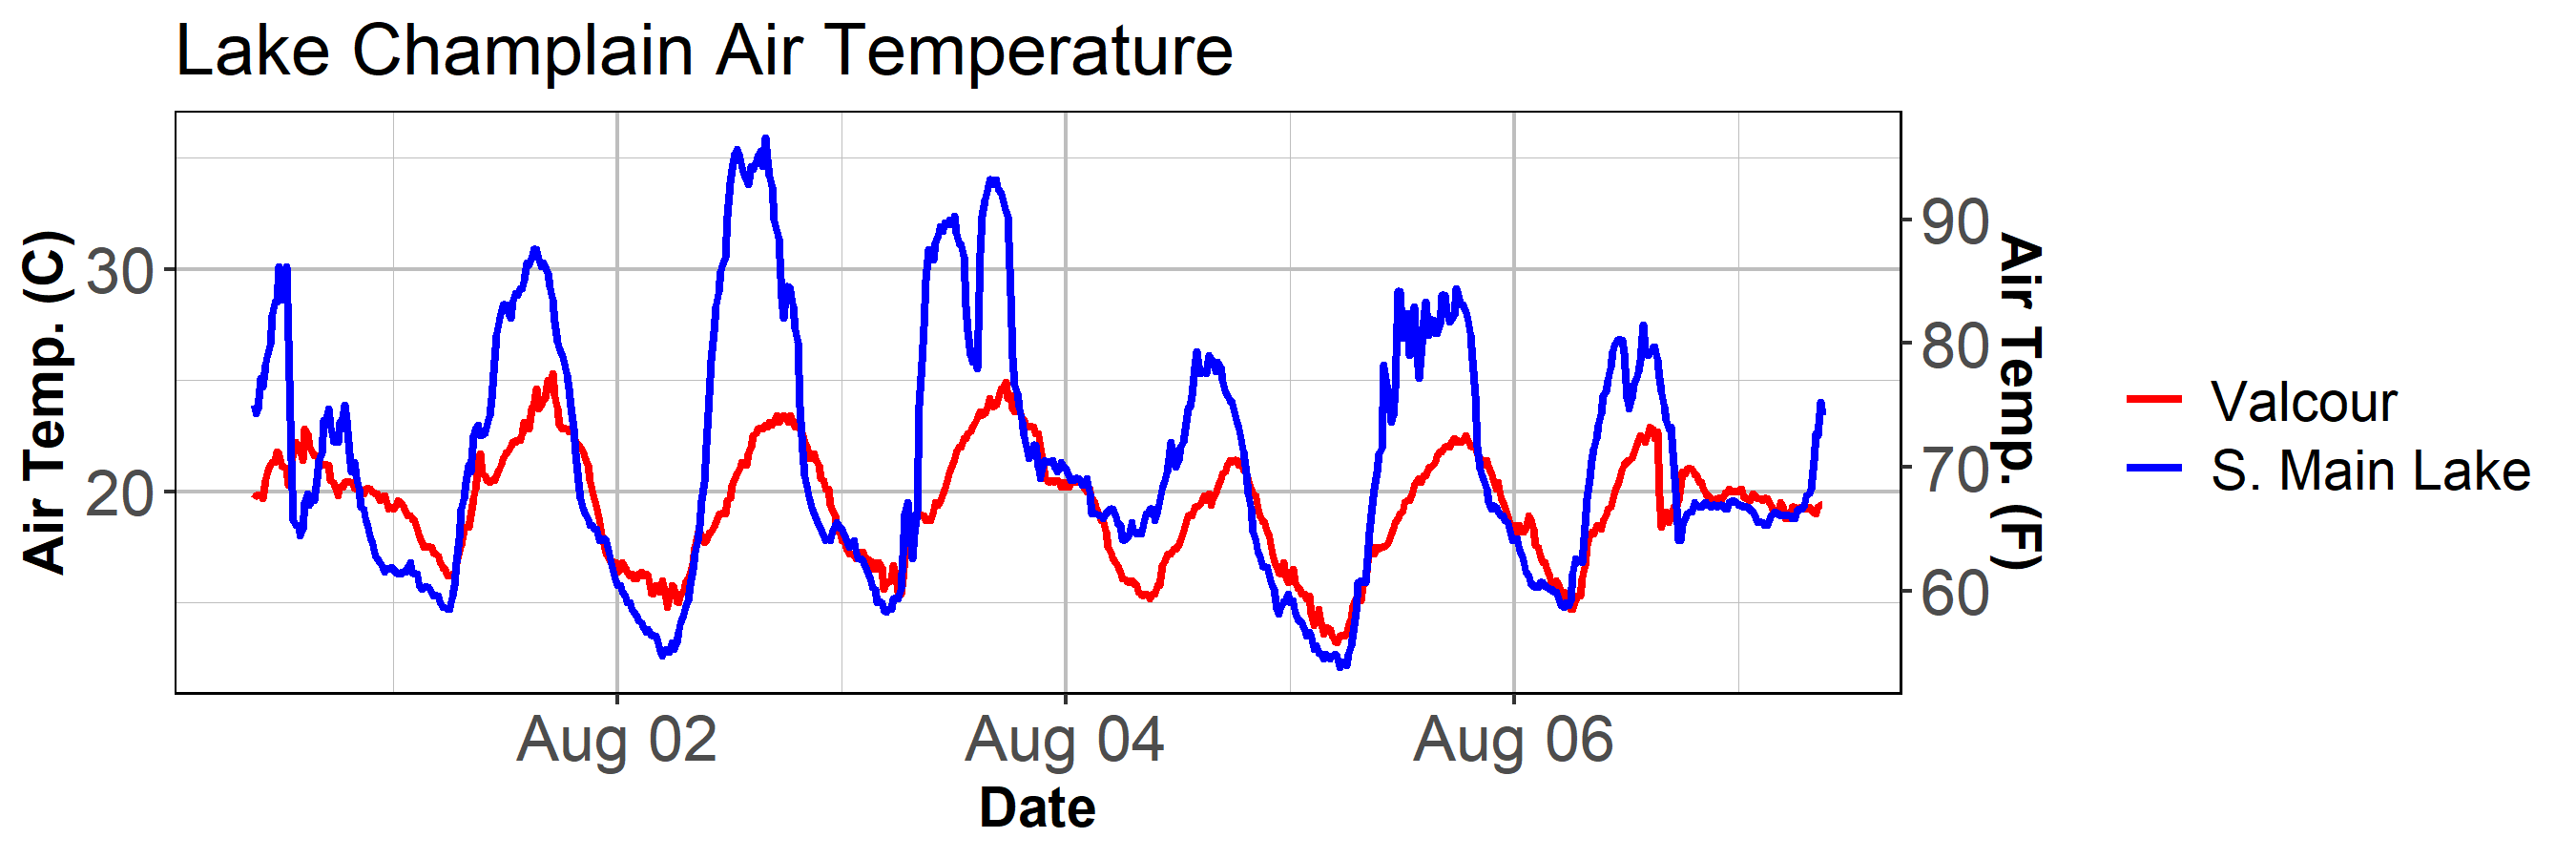 Lake Champlain Air Temperature
Air Temp. (C)
30
20
90
80
70
60
Air Temp. (F)
Valcour
S. Main Lake
Aug 02
Aug 04
Aug 06
Date